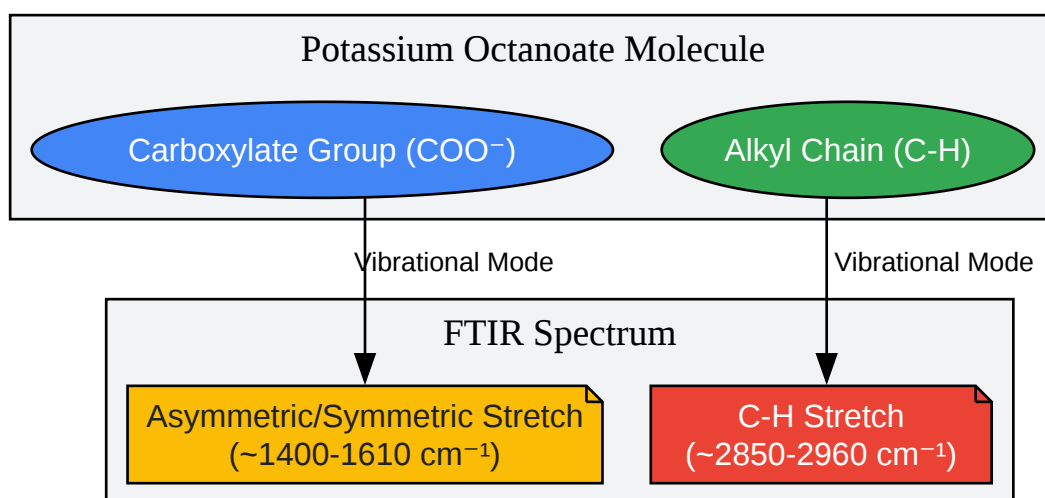 Potassium Octanoate Molecule
Carboxylate Group (COO⁻)
Alkyl Chain (C-H)
Vibrational Mode
Vibrational Mode
FTIR Spectrum
Asymmetric/Symmetric Stretch
(~1400-1610 cm⁻¹)
C-H Stretch
(~2850-2960 cm⁻¹)